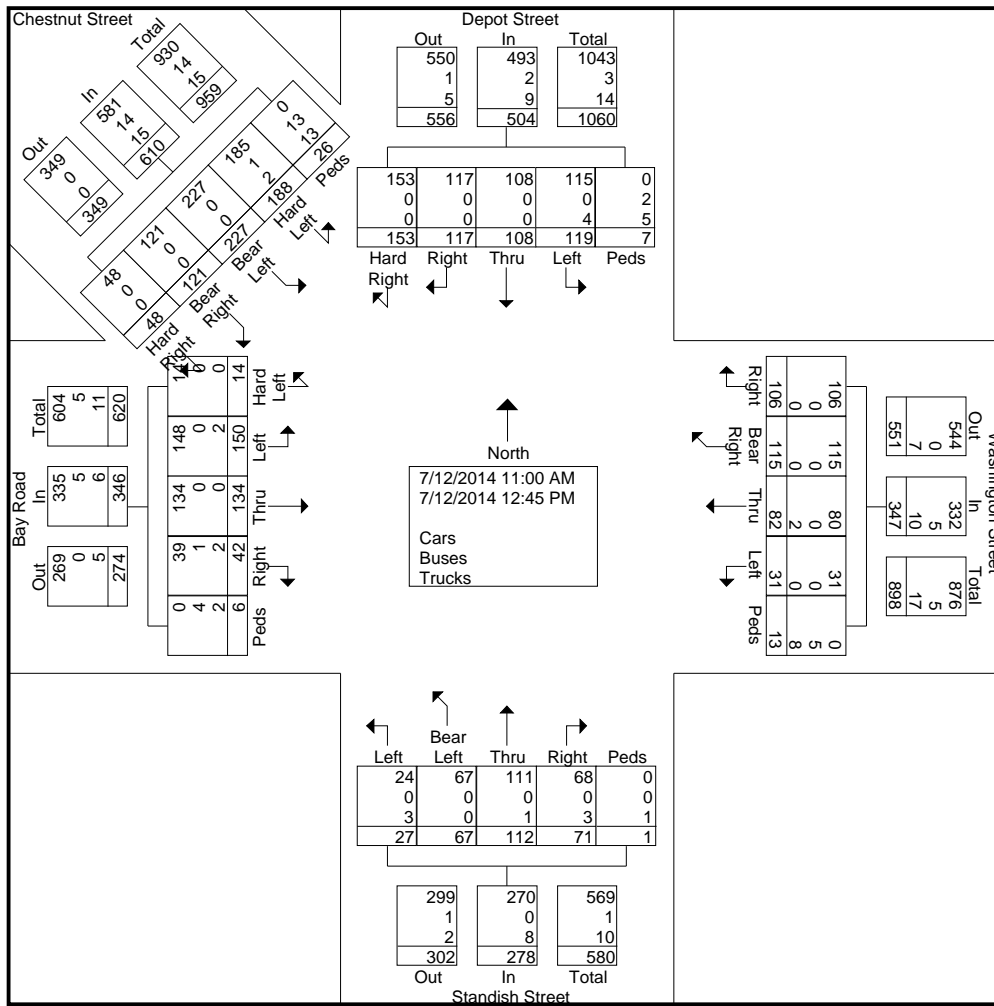 Chestnut Street
Out
In
Total
349
0
0
349
581
14
15
610
930
14
15
959
48
0
0
48
121
0
0
121
227
0
0
227
185
1
2
188
0
13
13
26
Hard
Right
Bear
Right
Bear
Left
Hard
Left
Peds
Depot Street
Out In Total
550 493 1043
1 2 3
5 9 14
556 504 1060
153 117 108 115 0
0 0 0 0 2
0 0 0 4 5
153 117 108 119 7
Hard
Right Right Thru Left Peds
Bay Road
Out In Total
269 335 604
0 5 5
5 6 11
274 346 620
14 0 0 14
148 0 2 150
134 0 0 134
39 1 2 42
0 4 2 6
Hard
Left
Left
Thru
Right
Peds
North
7/12/2014 11:00 AM
7/12/2014 12:45 PM
Cars
Buses
Trucks
Right
Bear
Right
Thru
Left
Peds
106 0 0 106
115 0 0 115
80 0 2 82
31 0 0 31
0 5 8 13
Washington Street
Out In Total
544 332 876
0 5 5
7 10 17
551 347 898
Bear
Left Left Thru Right Peds
24 67 111 68 0
0 0 0 0 0
3 0 1 3 1
27 67 112 71 1
299 270 569
1 0 1
2 8 10
302 278 580
Out In Total
Standish Street